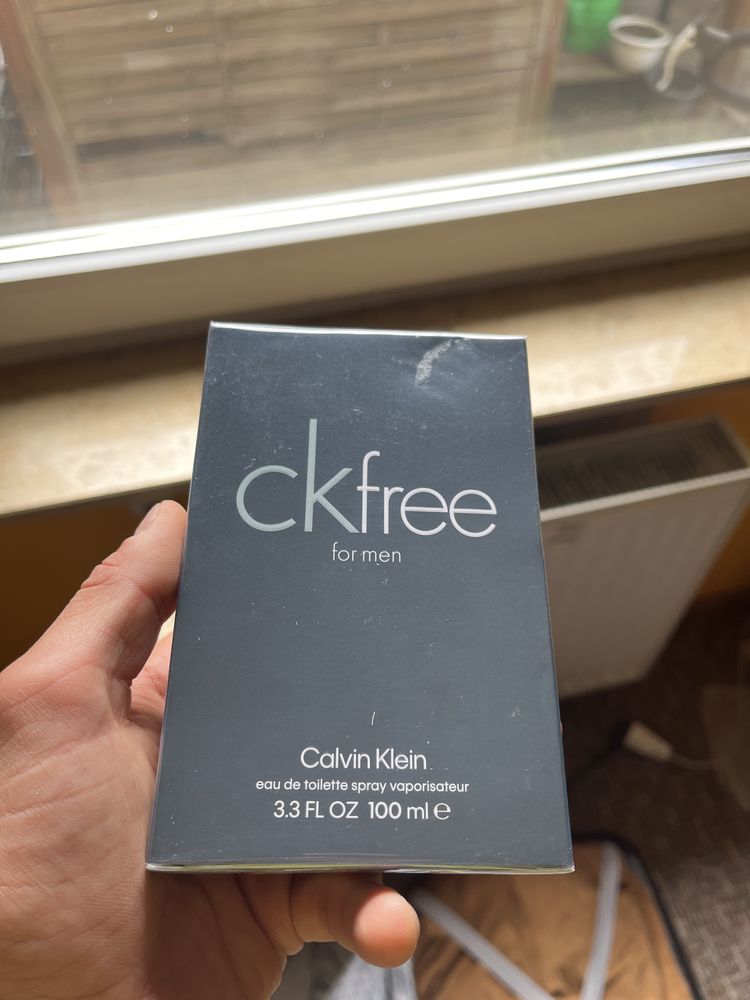 ckfree
for men
Calvin Klein
eau de toilette spray vaporisateur
3.3 FL OZ 100 ml ℮